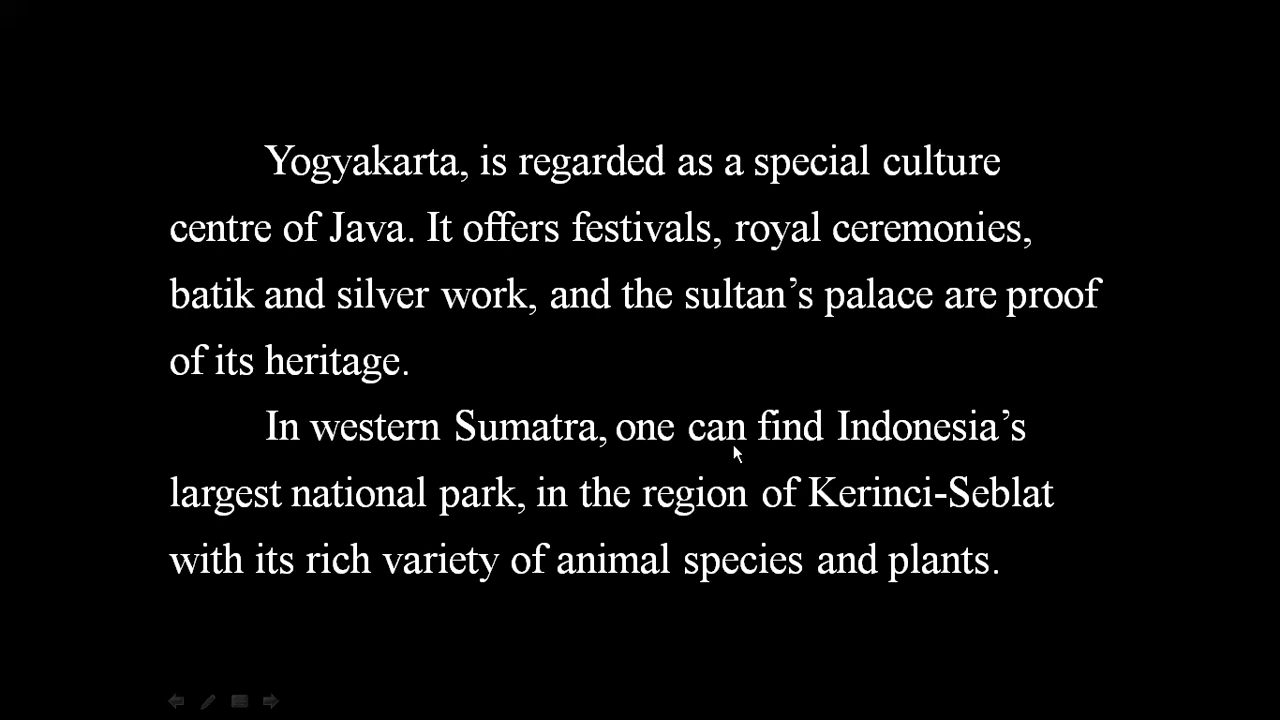 Yogyakarta, is regarded as a special culture
centre of Java. It offers festivals, royal ceremonies,
batik and silver work, and the sultan’s palace are proof
of its heritage.
In western Sumatra, one can find Indonesia’s
largest national park, in the region of Kerinci-Seblat
with its rich variety of animal species and plants.